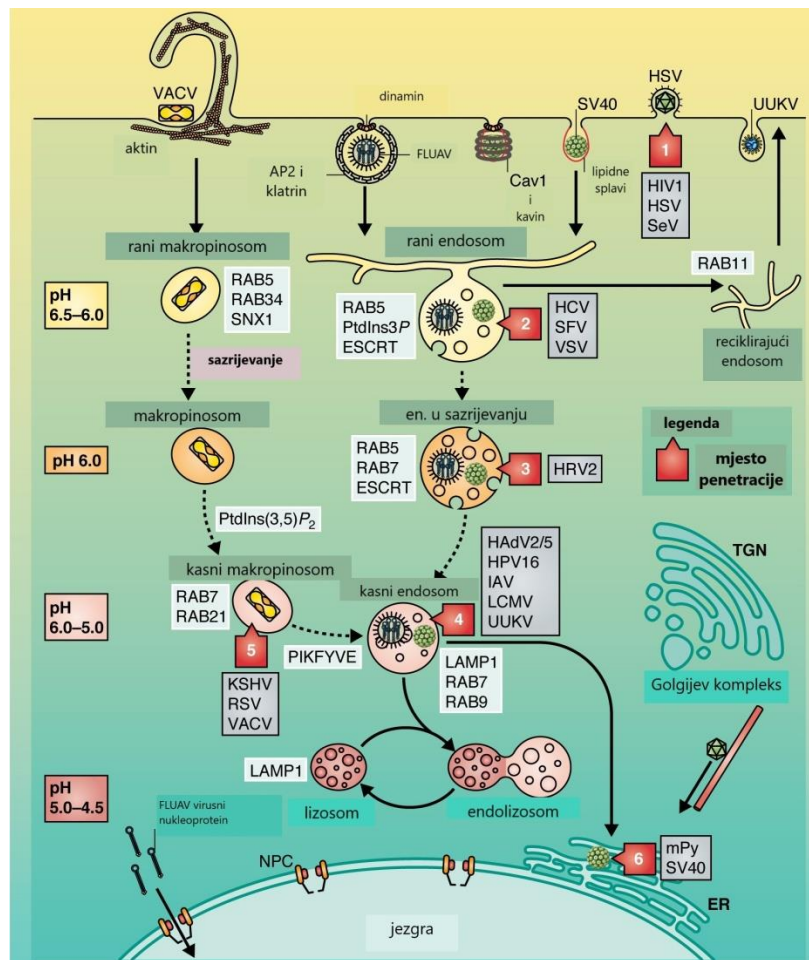 VACV
aktin
dinamin
FLUAV
AP2 i
klatrin
Cav1
i
kavin
SV40
lipidne
splavi
HSV
1
HIV1
HSV
SeV
UUKV
rani makropinosom
RAB5
RAB34
SNX1
pH
6.5–6.0
sazrijevanje
rani endosom
RAB5
PtdIns3P
ESCRT
2
HCV
SFV
VSV
RAB11
reciklirajući
endosom
makropinosom
pH 6.0
en. u sazrijevanju
RAB5
RAB7
ESCRT
3
HRV2
legenda
mjesto
penetracije
PtdIns(3,5)P2
kasni makropinosom
RAB7
RAB21
pH
6.0–5.0
5
KSHV
RSV
VACV
PIKFYVE
kasni endosom
4
HAdV2/5
HPV16
IAV
LCMV
UUKV
LAMP1
RAB7
RAB9
TGN
Golgijev kompleks
pH
5.0–4.5
LAMP1
lizosom
endolizosom
FLUAV virusni
nukleoprotein
NPC
6
mPy
SV40
ER
jezgra